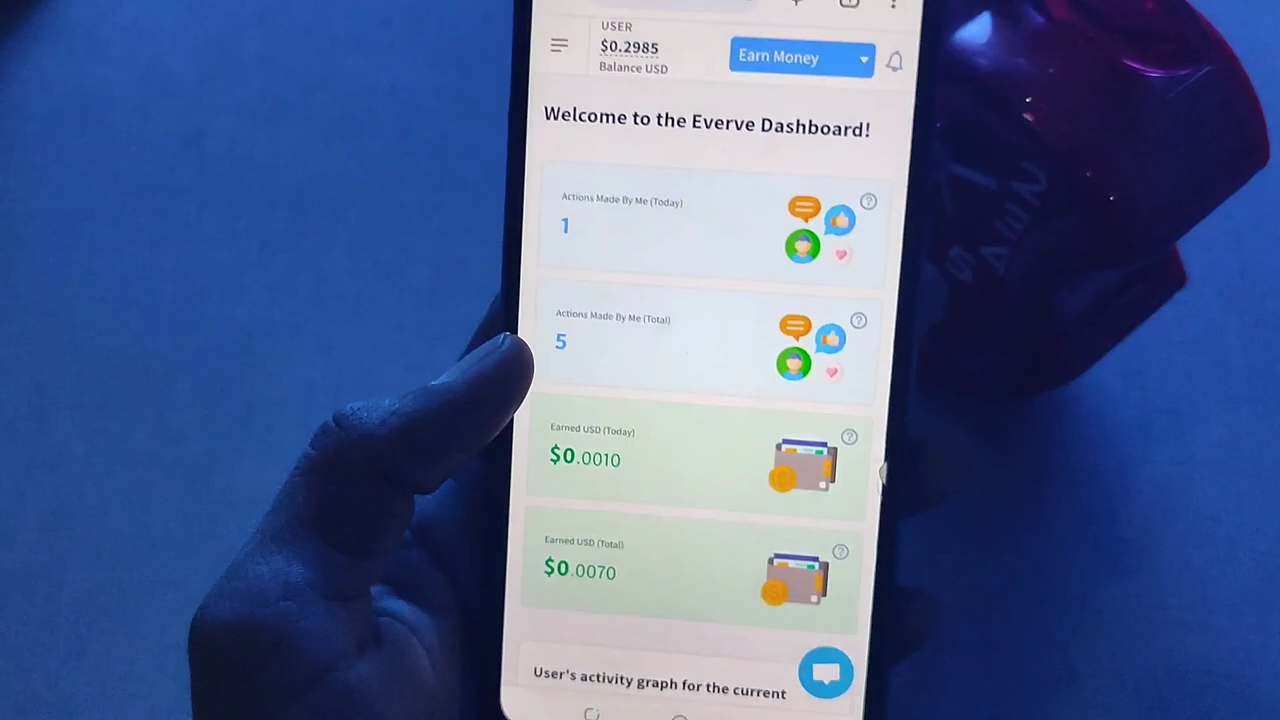 USER
$0.2985
Balance USD
Earn Money
Welcome to the Everve Dashboard!
Actions Made By Me (Today)
1
Actions Made By Me (Total)
5
Earned USD (Today)
$0.0010
Earned USD (Total)
$0.0070
User's activity graph for the current